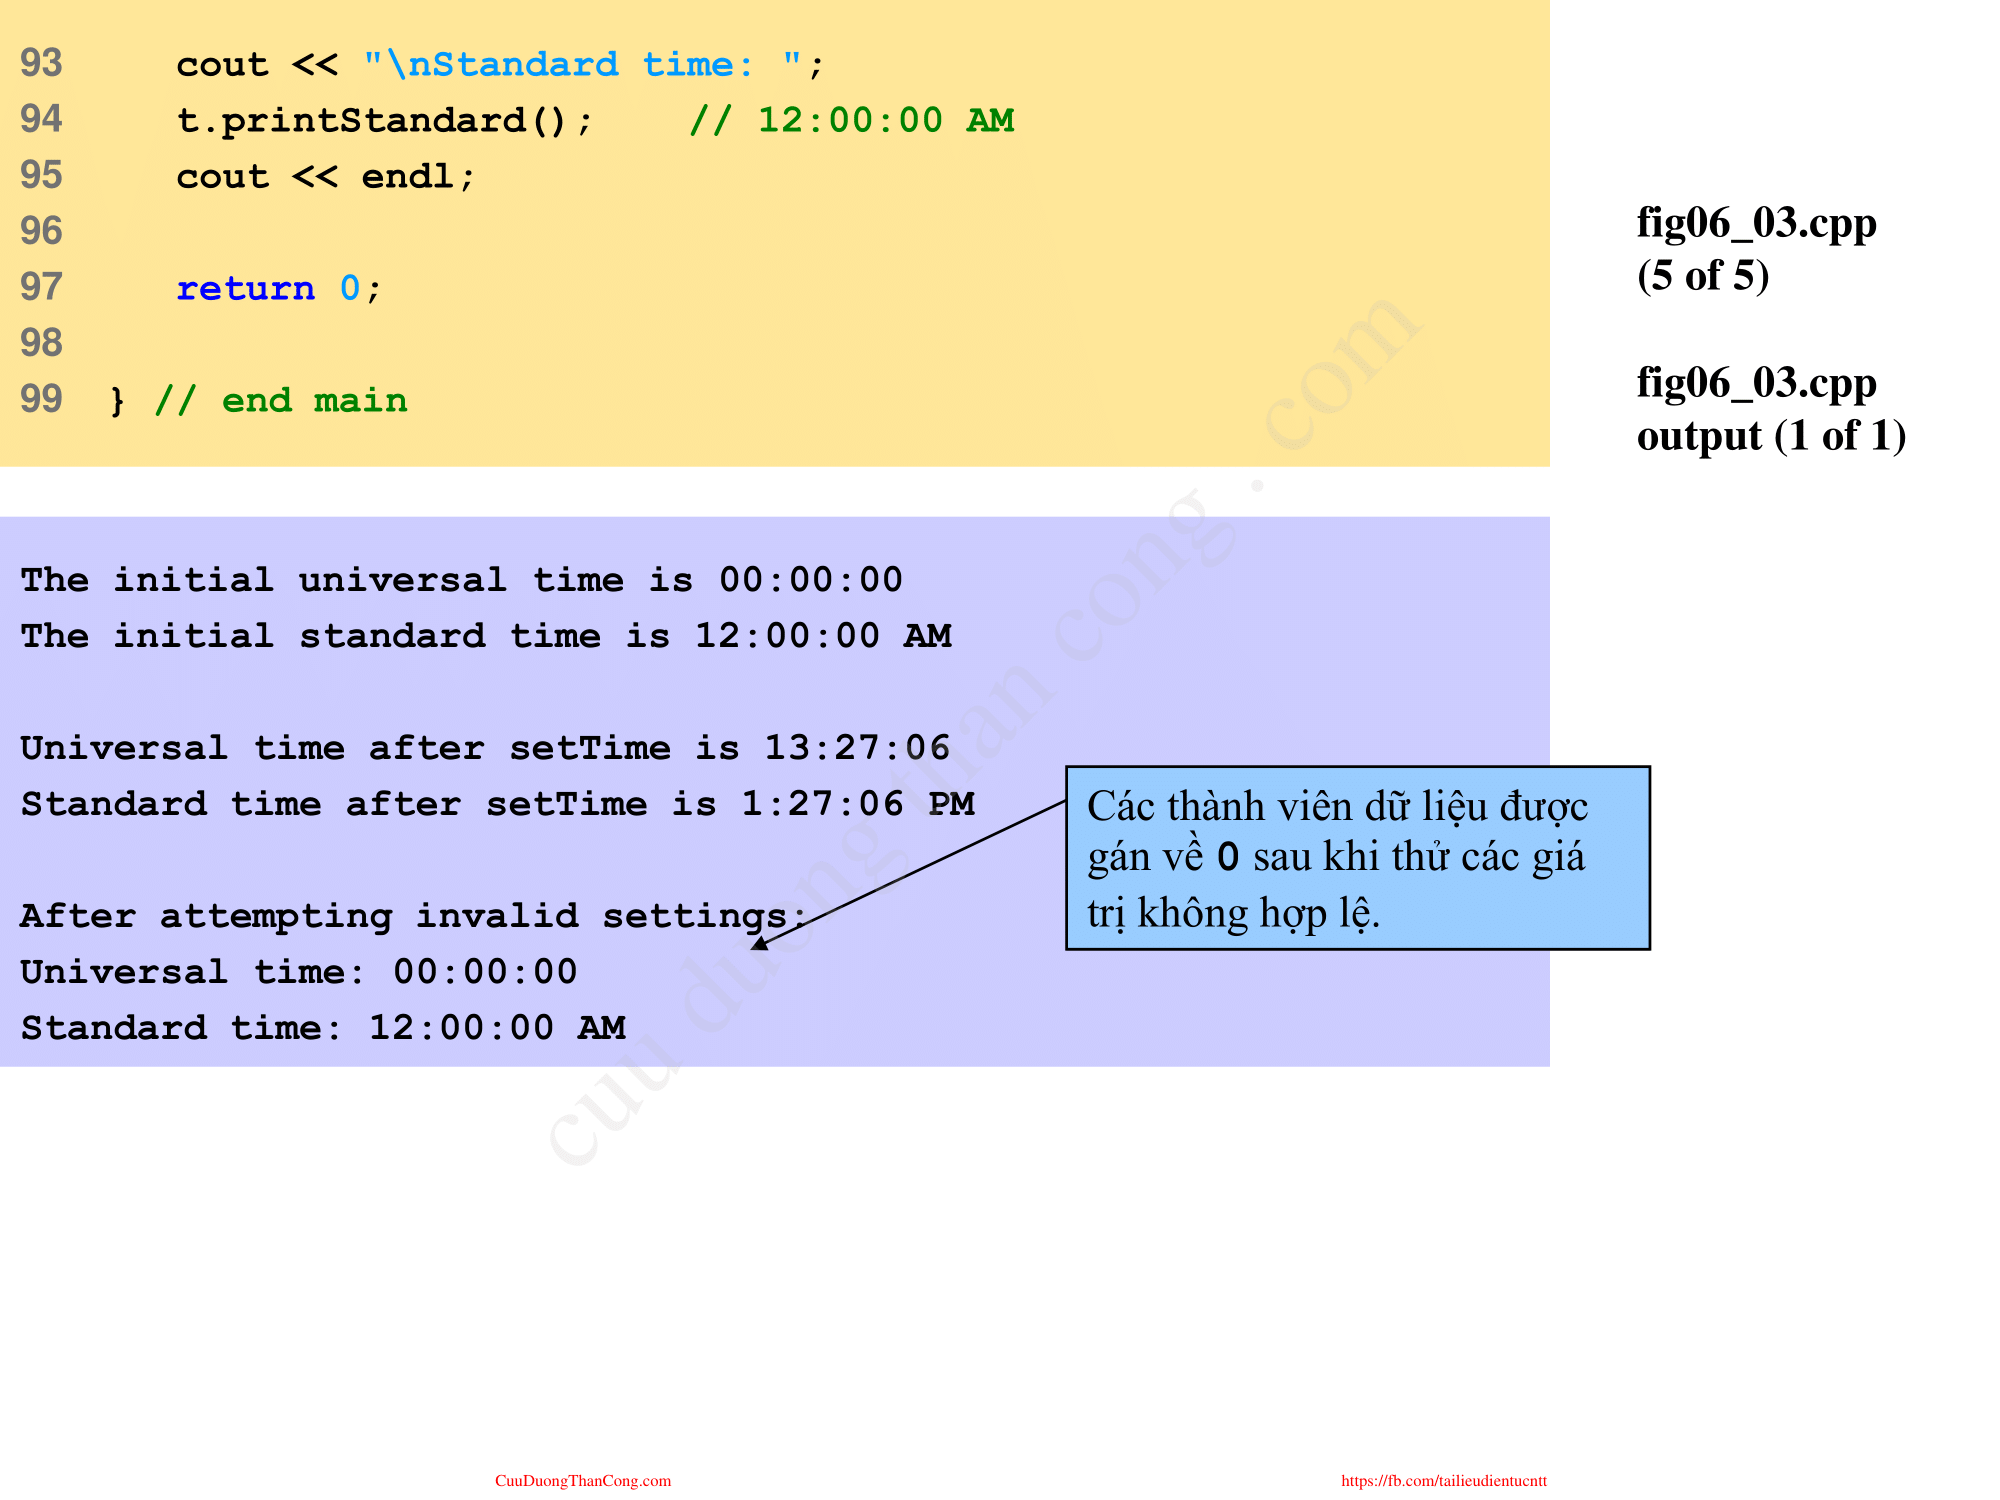 93 cout << "\nStandard time: ";
94 t.printStandard(); // 12:00:00 AM
95 cout << endl;
96
97 return 0;
98
99 } // end main
fig06_03.cpp
(5 of 5)
fig06_03.cpp
output (1 of 1)
The initial universal time is 00:00:00
The initial standard time is 12:00:00 AM
Universal time after setTime is 13:27:06
Standard time after setTime is 1:27:06 PM
After attempting invalid settings:
Universal time: 00:00:00
Standard time: 12:00:00 AM
Các thành viên dữ liệu được
gán về 0 sau khi thử các giá
trị không hợp lệ.
cuu duong than cong . com
CuuDuongThanCong.com
https://fb.com/tailieudientucntt